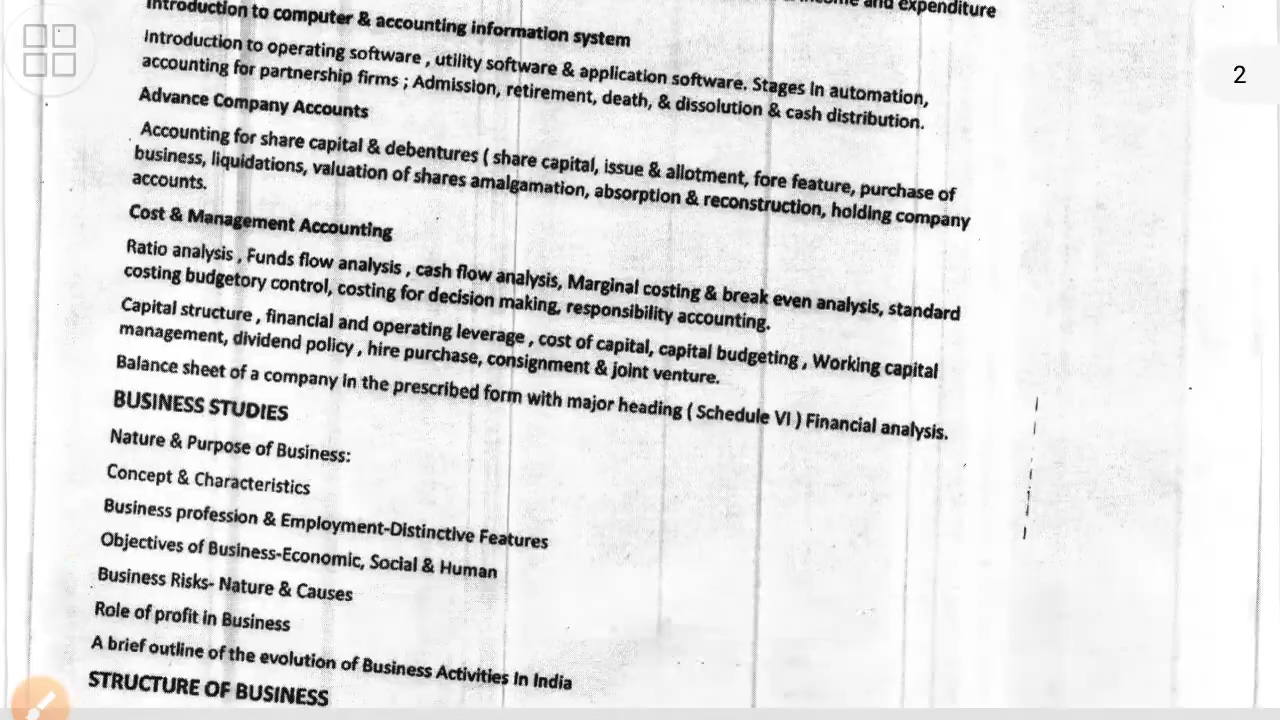 and expenditure
Introduction to computer & accounting information system
2
Introduction to operating software , utility software & application software. Stages in automation,
accounting for partnership firms ; Admission, retirement, death, & dissolution & cash distribution.
Advance Company Accounts
Accounting for share capital & debentures ( share capital, issue & allotment, fore feature, purchase of
business, liquidations, valuation of shares amalgamation, absorption & reconstruction, holding company
accounts.
Cost & Management Accounting
Ratio analysis , Funds flow analysis , cash flow analysis, Marginal costing & break even analysis, standard
costing budgetory control, costing for decision making, responsibility accounting.
Capital structure , financial and operating leverage , cost of capital, capital budgeting , Working capital
management, dividend policy , hire purchase, consignment & joint venture.
Balance sheet of a company in the prescribed form with major heading ( Schedule VI ) Financial analysis.
BUSINESS STUDIES
Nature & Purpose of Business:
Concept & Characteristics
Business profession & Employment-Distinctive Features
Objectives of Business-Economic, Social & Human
Business Risks- Nature & Causes
Role of profit in Business
A brief outline of the evolution of Business Activities In India
STRUCTURE OF BUSINESS